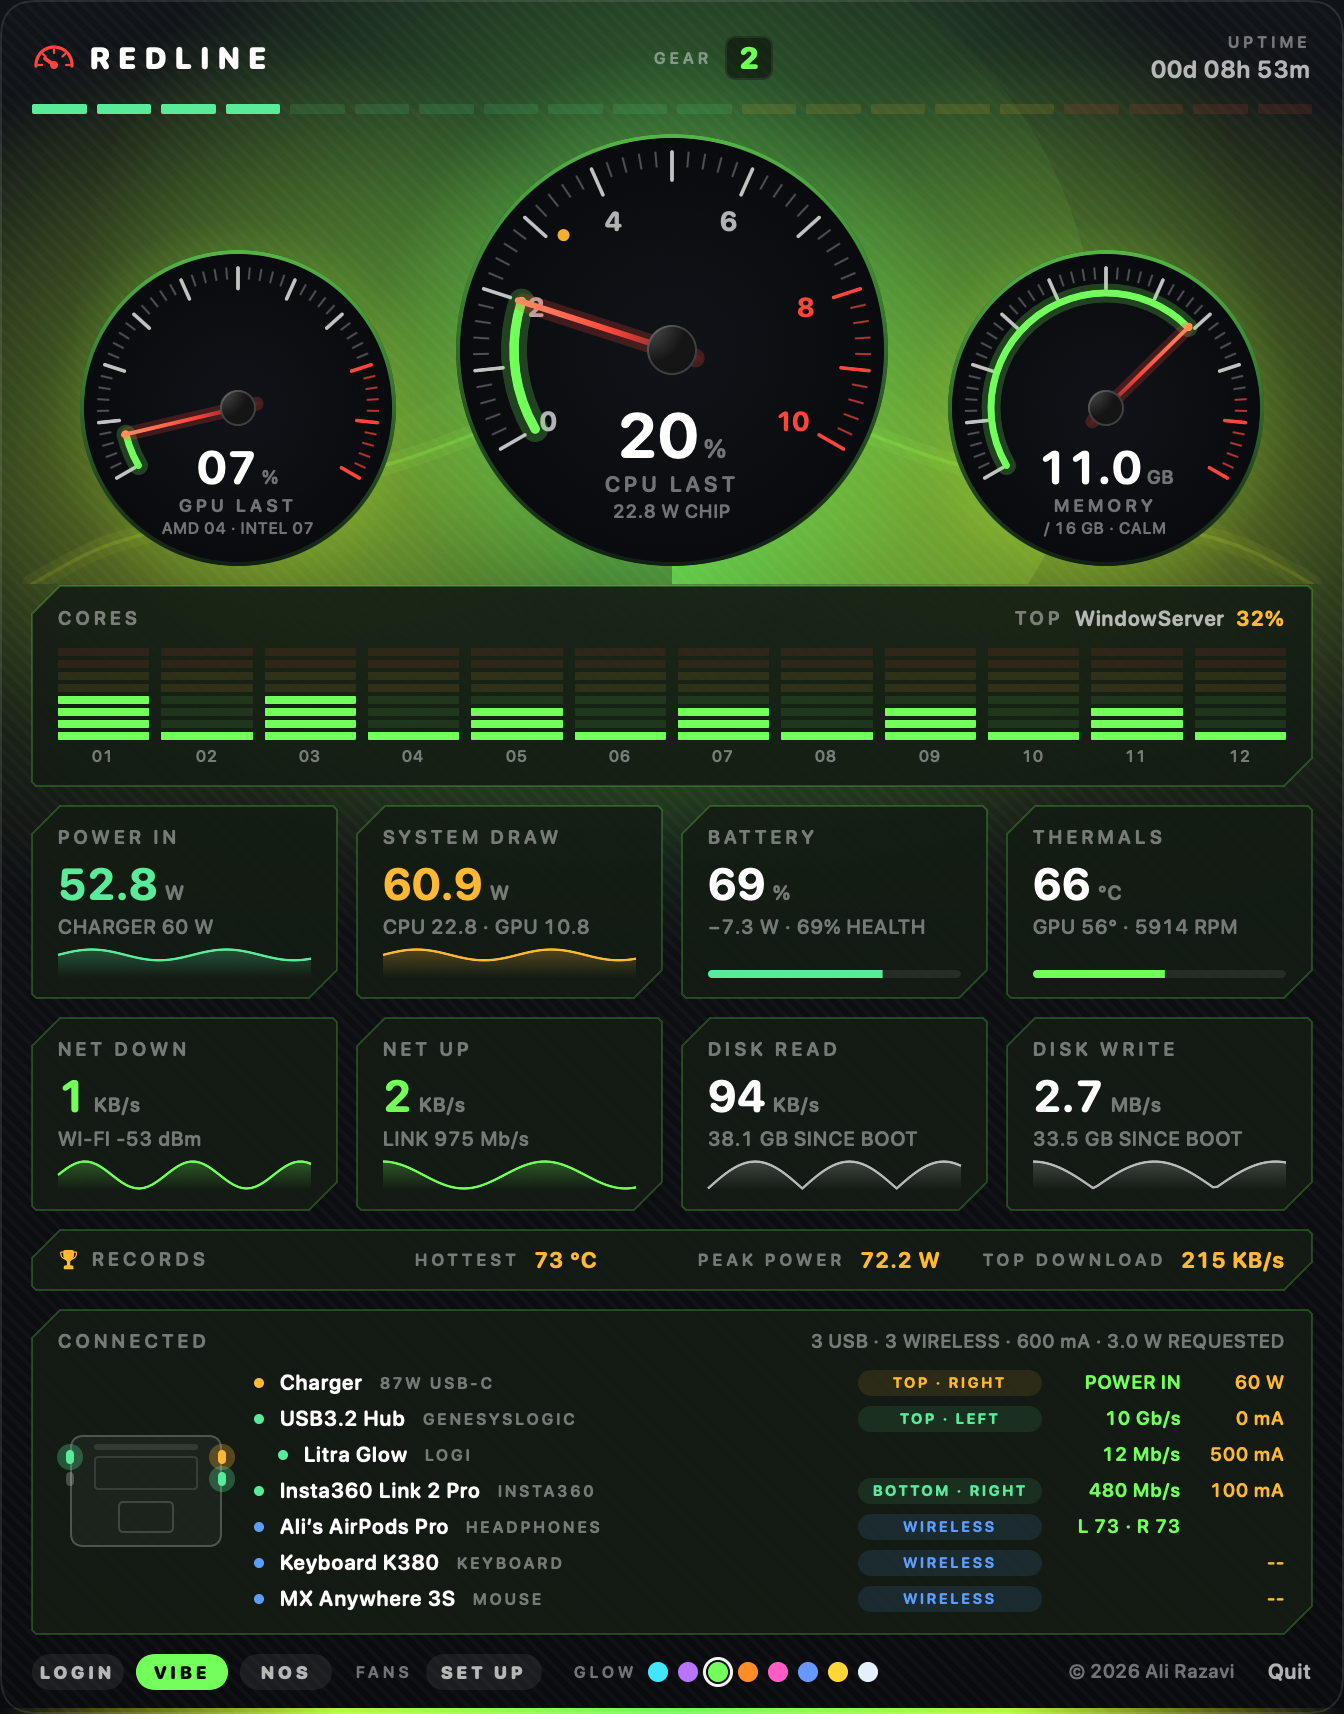 REDLINE
GEAR 2
UPTIME
00d 08h 53m
4 6
2 8
0 10
20 %
CPU LAST
22.8 W CHIP
07 %
GPU LAST
AMD 04 · INTEL 07
11.0 GB
MEMORY
/ 16 GB · CALM
CORES TOP WindowServer 32%
01 02 03 04 05 06 07 08 09 10 11 12
POWER IN
52.8 W
CHARGER 60 W
SYSTEM DRAW
60.9 W
CPU 22.8 · GPU 10.8
BATTERY
69 %
−7.3 W · 69% HEALTH
THERMALS
66 °C
GPU 56° · 5914 RPM
NET DOWN
1 KB/s
WI-FI -53 dBm
NET UP
2 KB/s
LINK 975 Mb/s
DISK READ
94 KB/s
38.1 GB SINCE BOOT
DISK WRITE
2.7 MB/s
33.5 GB SINCE BOOT
RECORDS HOTTEST 73 °C PEAK POWER 72.2 W TOP DOWNLOAD 215 KB/s
CONNECTED 3 USB · 3 WIRELESS · 600 mA · 3.0 W REQUESTED
Charger 87W USB-C TOP · RIGHT POWER IN 60 W
USB3.2 Hub GENESYSLOGIC TOP · LEFT 10 Gb/s 0 mA
Litra Glow LOGI 12 Mb/s 500 mA
Insta360 Link 2 Pro INSTA360 BOTTOM · RIGHT 480 Mb/s 100 mA
Ali’s AirPods Pro HEADPHONES WIRELESS L 73 · R 73
Keyboard K380 KEYBOARD WIRELESS --
MX Anywhere 3S MOUSE WIRELESS --
LOGIN VIBE NOS FANS SET UP GLOW © 2026 Ali Razavi Quit